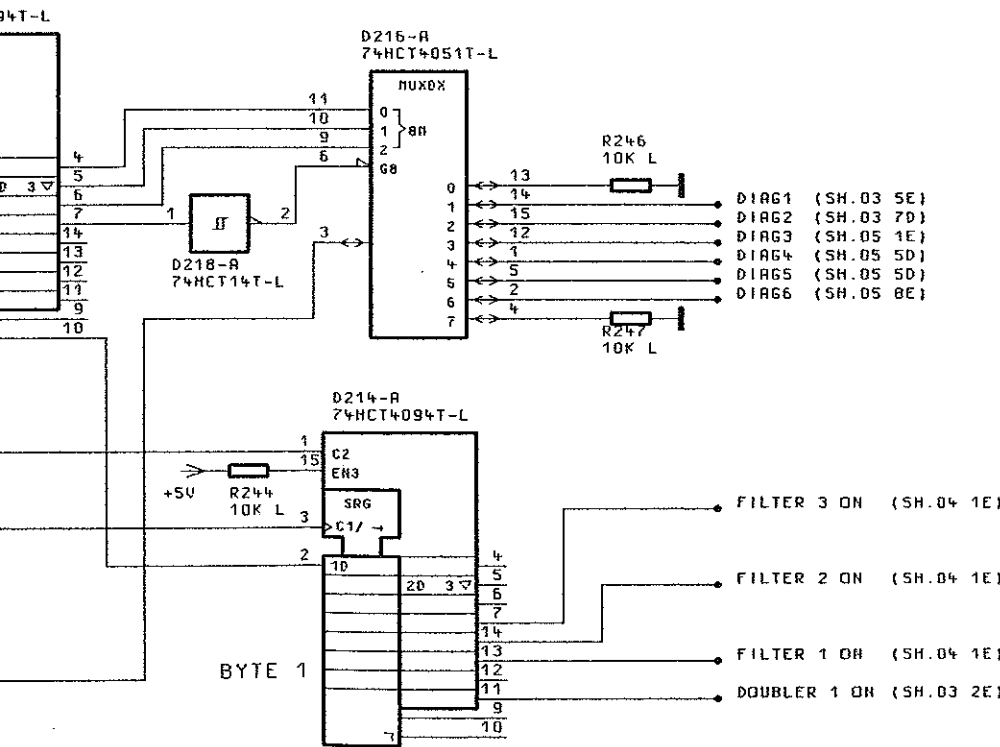 94T-L
D216-A
74HCT4051T-L
MUXDX
11
0
10
1
8M
9
2
6
G8
4
5
D 3▽
6
7
14
13
12
11
9
10
1
2
D218-A
74HCT14T-L
3
0 13
1 14
2 15
3 12
4 1
5 5
6 2
7 4
R246
10K L
DIAG1 (SH.03 5E)
DIAG2 (SH.03 7D)
DIAG3 (SH.05 1E)
DIAG4 (SH.05 5D)
DIAG5 (SH.05 5D)
DIAG6 (SH.05 8E)
R247
10K L
D214-A
74HCT4094T-L
1
C2
15
EN3
+5V
R244
10K L
SRG
3
C1/ →
2
1D
2D 3▽
4
5
6
7
14
13
12
11
9
10
BYTE 1
FILTER 3 ON (SH.04 1E)
FILTER 2 ON (SH.04 1E)
FILTER 1 ON (SH.04 1E)
DOUBLER 1 ON (SH.03 2E)